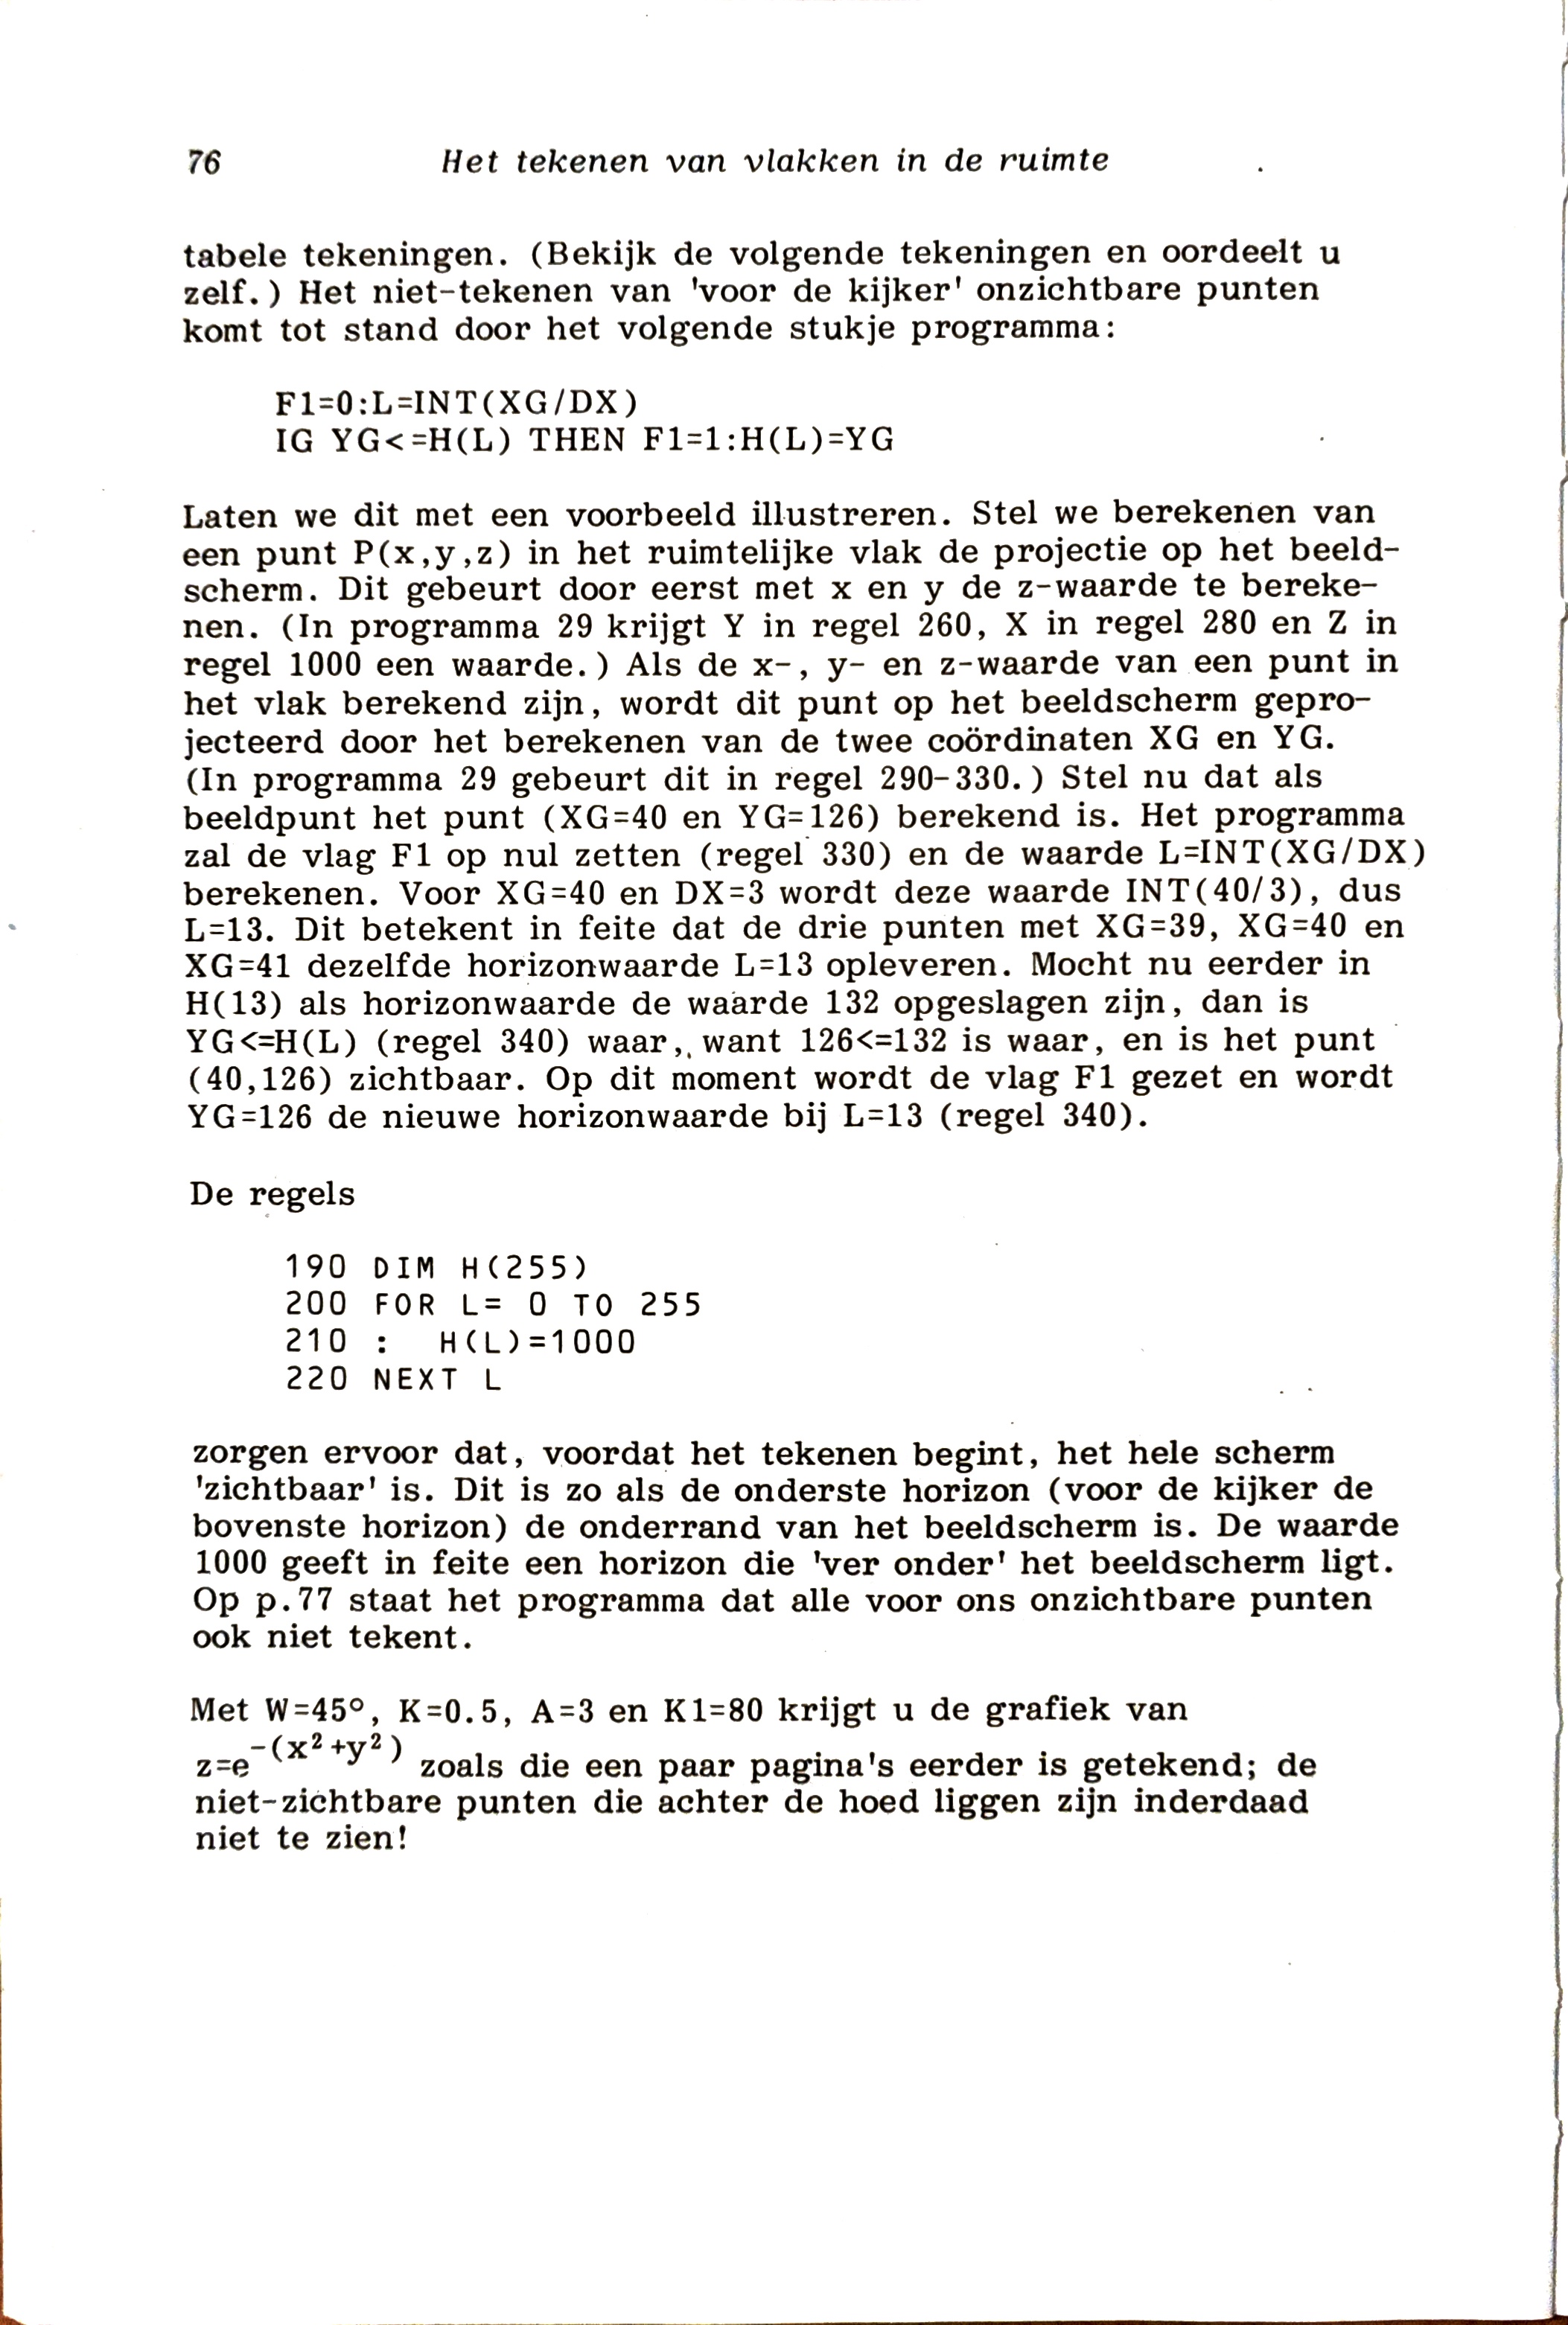 76 Het tekenen van vlakken in de ruimte
tabele tekeningen. (Bekijk de volgende tekeningen en oordeelt u
zelf.) Het niet-tekenen van 'voor de kijker' onzichtbare punten
komt tot stand door het volgende stukje programma:
F1=0:L=INT(XG/DX)
IG YG<=H(L) THEN F1=1:H(L)=YG
Laten we dit met een voorbeeld illustreren. Stel we berekenen van
een punt P(x,y,z) in het ruimtelijke vlak de projectie op het beeld-
scherm. Dit gebeurt door eerst met x en y de z-waarde te bereke-
nen. (In programma 29 krijgt Y in regel 260, X in regel 280 en Z in
regel 1000 een waarde.) Als de x-, y- en z-waarde van een punt in
het vlak berekend zijn, wordt dit punt op het beeldscherm gepro-
jecteerd door het berekenen van de twee coördinaten XG en YG.
(In programma 29 gebeurt dit in regel 290-330.) Stel nu dat als
beeldpunt het punt (XG=40 en YG=126) berekend is. Het programma
zal de vlag F1 op nul zetten (regel 330) en de waarde L=INT(XG/DX)
berekenen. Voor XG=40 en DX=3 wordt deze waarde INT(40/3), dus
L=13. Dit betekent in feite dat de drie punten met XG=39, XG=40 en
XG=41 dezelfde horizonwaarde L=13 opleveren. Mocht nu eerder in
H(13) als horizonwaarde de waarde 132 opgeslagen zijn, dan is
YG<=H(L) (regel 340) waar, want 126<=132 is waar, en is het punt
(40,126) zichtbaar. Op dit moment wordt de vlag F1 gezet en wordt
YG=126 de nieuwe horizonwaarde bij L=13 (regel 340).
De regels
190 DIM H(255)
200 FOR L= 0 TO 255
210 :  H(L)=1000
220 NEXT L
zorgen ervoor dat, voordat het tekenen begint, het hele scherm
'zichtbaar' is. Dit is zo als de onderste horizon (voor de kijker de
bovenste horizon) de onderrand van het beeldscherm is. De waarde
1000 geeft in feite een horizon die 'ver onder' het beeldscherm ligt.
Op p.77 staat het programma dat alle voor ons onzichtbare punten
ook niet tekent.
Met W=45°, K=0.5, A=3 en K1=80 krijgt u de grafiek van
z=e^-(x²+y²) zoals die een paar pagina's eerder is getekend; de
niet-zichtbare punten die achter de hoed liggen zijn inderdaad
niet te zien!